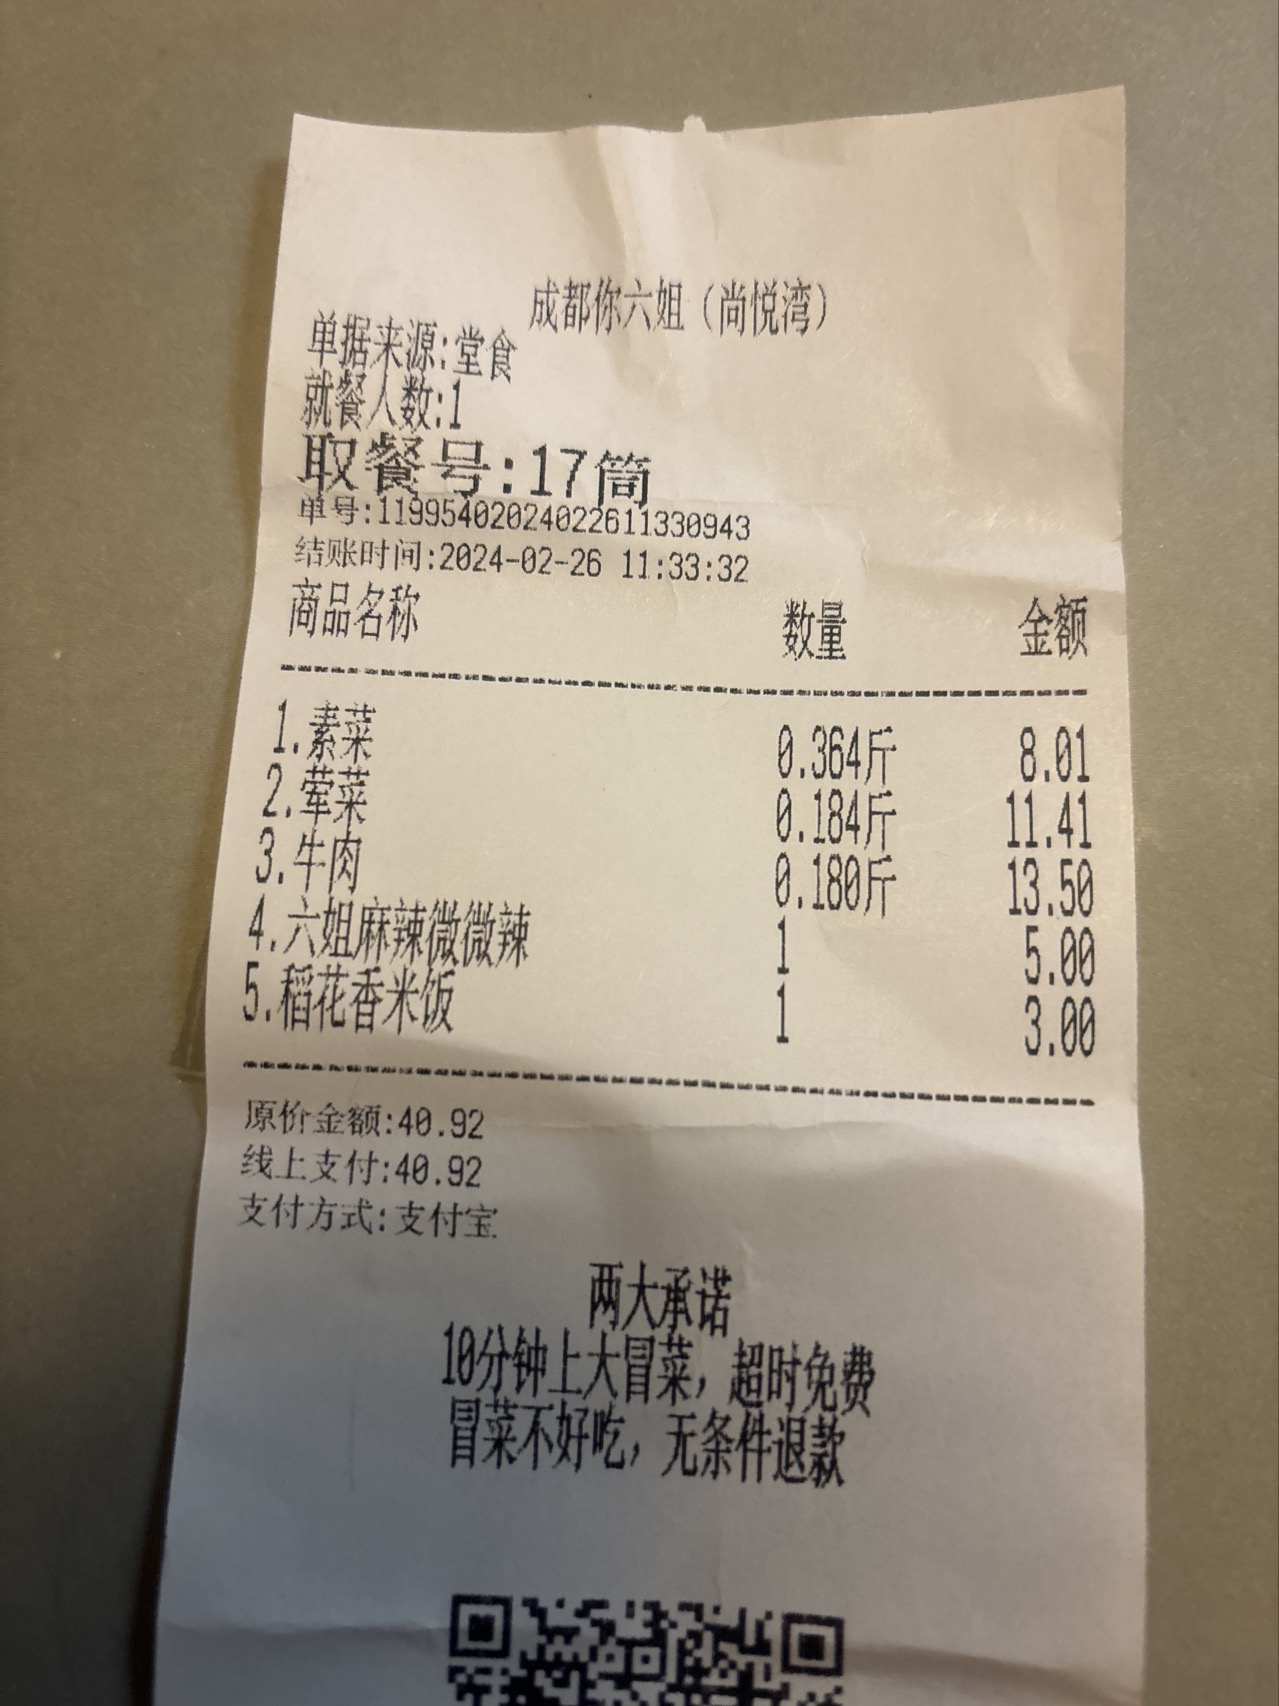 成都你六姐（尚悦湾）
单据来源:堂食
就餐人数:1
取餐号:17筒
单号:11995402024022611330943
结账时间:2024-02-26 11:33:32
商品名称 数量 金额
1.素菜 0.364斤 8.01
2.荤菜 0.184斤 11.41
3.牛肉 0.180斤 13.50
4.六姐麻辣微微辣 1 5.00
5.稻花香米饭 1 3.00
原价金额:40.92
线上支付:40.92
支付方式:支付宝
两大承诺
10分钟上大冒菜，超时免费
冒菜不好吃，无条件退款